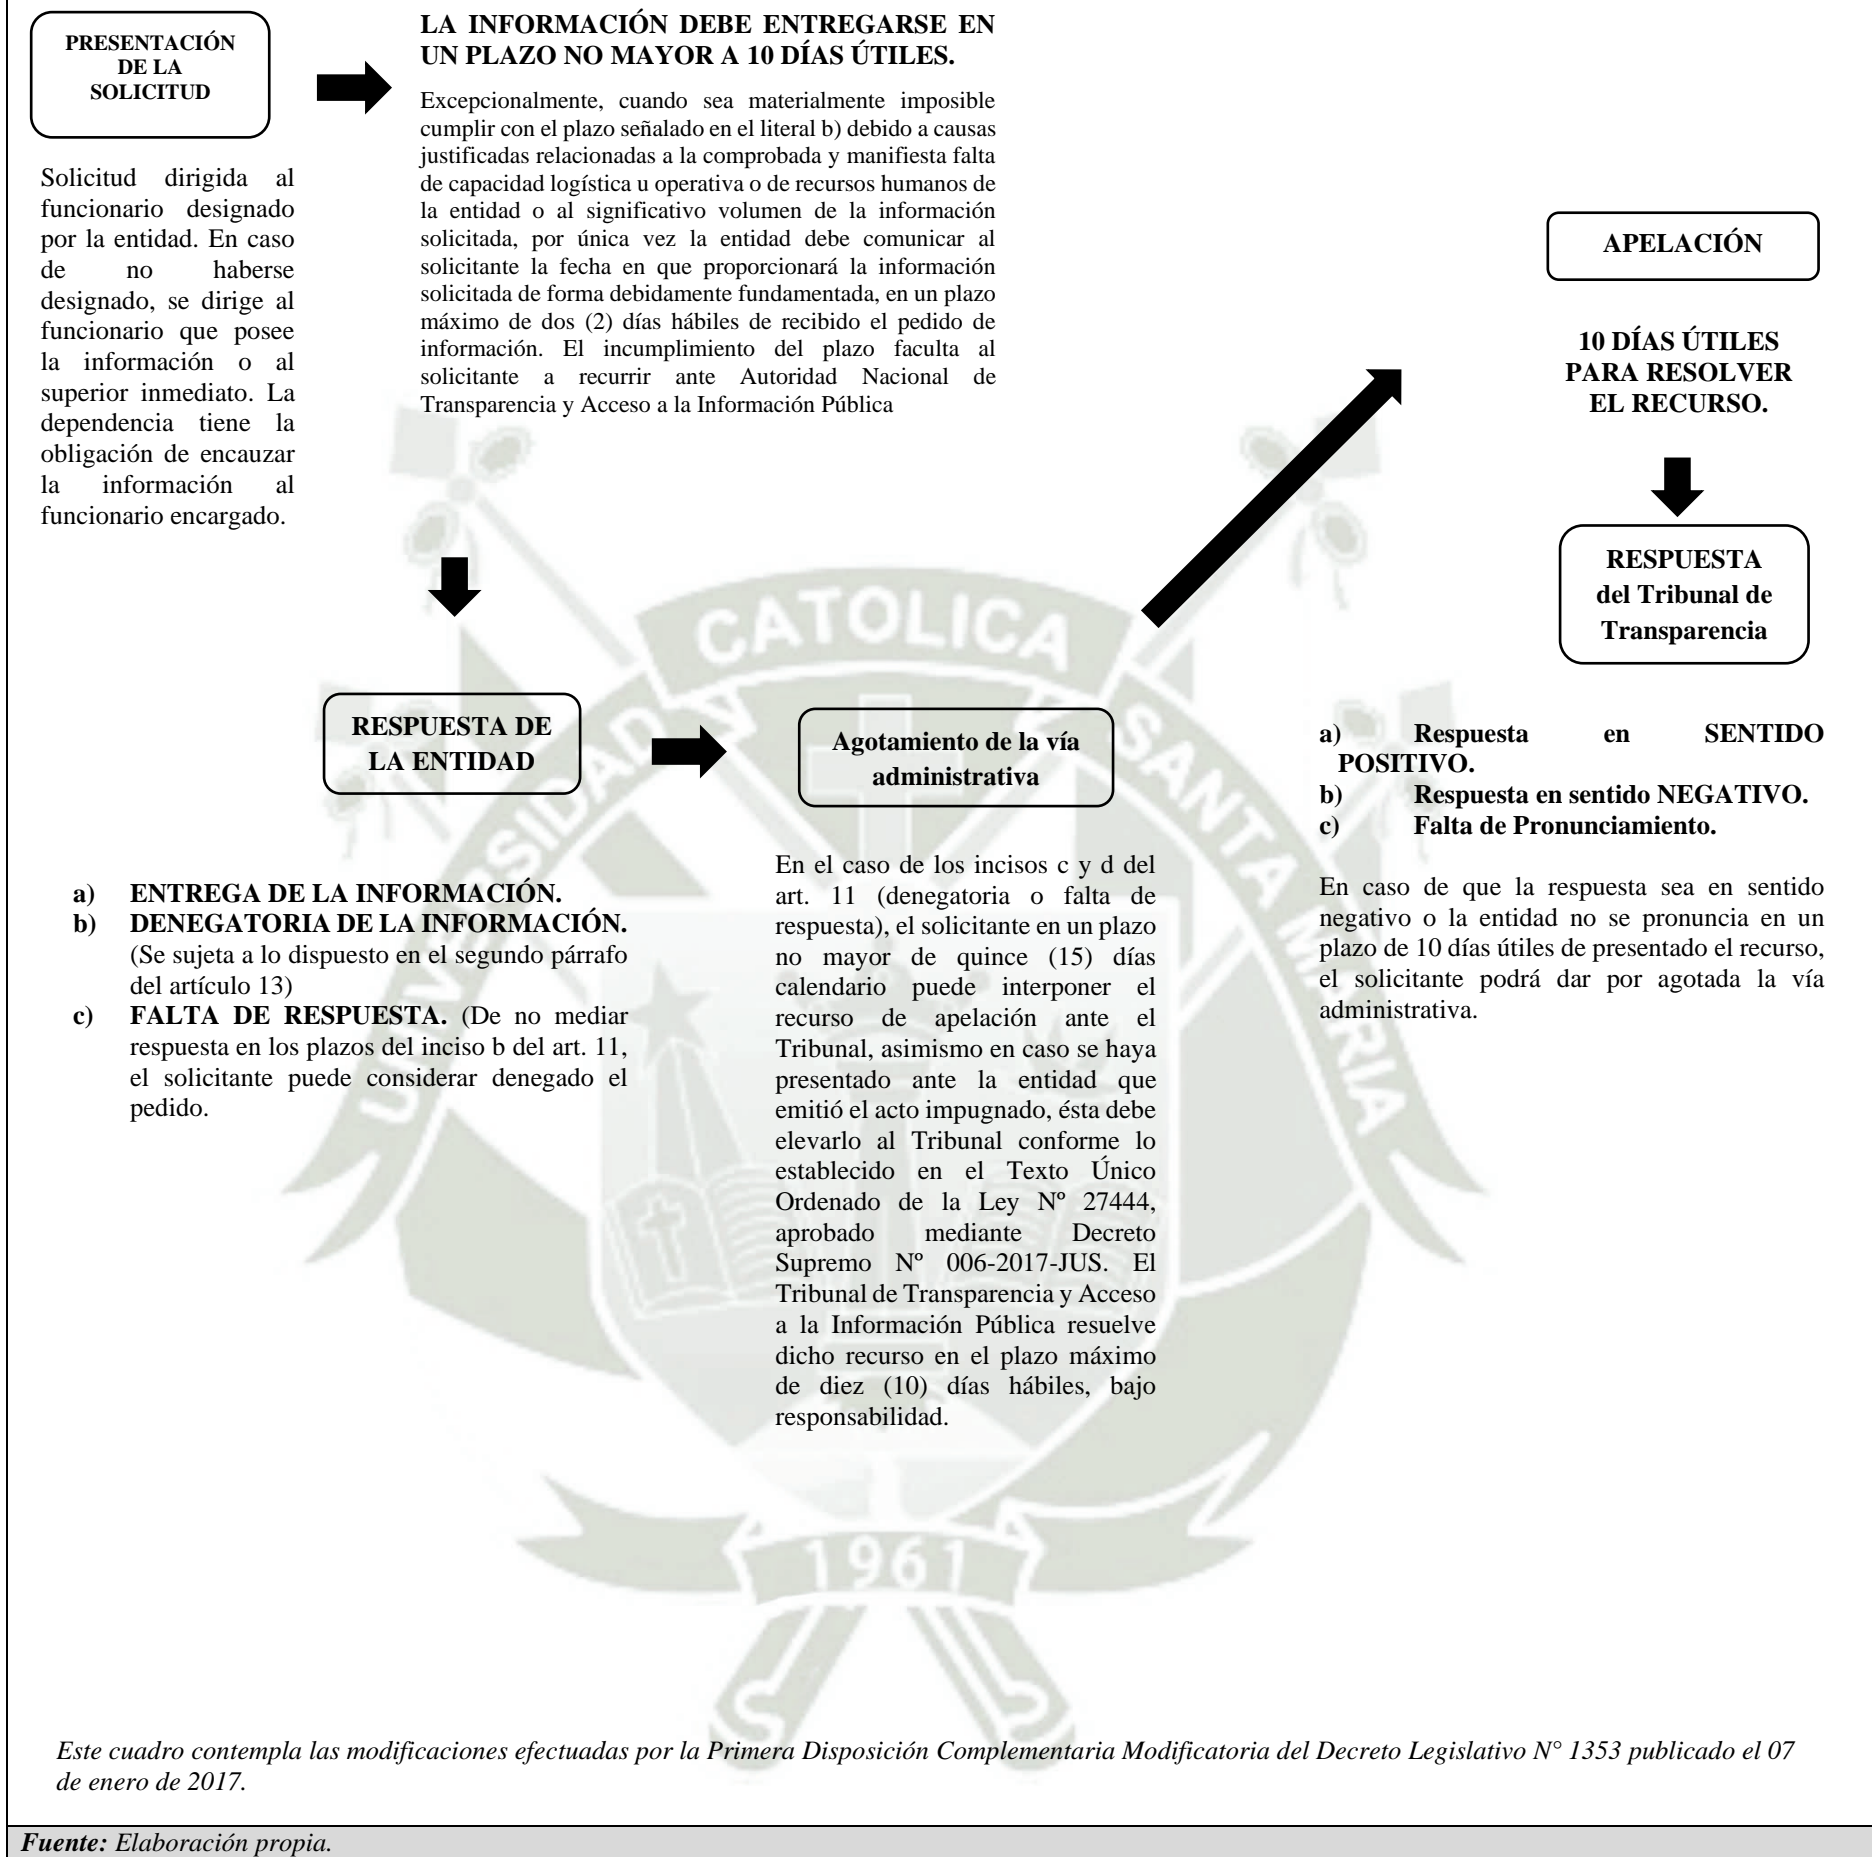 PRESENTACIÓN
DE LA
SOLICITUD
Solicitud dirigida al
funcionario designado
por la entidad. En caso
de no haberse
designado, se dirige al
funcionario que posee
la información o al
superior inmediato. La
dependencia tiene la
obligación de encauzar
la información al
funcionario encargado.
LA INFORMACIÓN DEBE ENTREGARSE EN
UN PLAZO NO MAYOR A 10 DÍAS ÚTILES.
Excepcionalmente, cuando sea materialmente imposible
cumplir con el plazo señalado en el literal b) debido a causas
justificadas relacionadas a la comprobada y manifiesta falta
de capacidad logística u operativa o de recursos humanos de
la entidad o al significativo volumen de la información
solicitada, por única vez la entidad debe comunicar al
solicitante la fecha en que proporcionará la información
solicitada de forma debidamente fundamentada, en un plazo
máximo de dos (2) días hábiles de recibido el pedido de
información. El incumplimiento del plazo faculta al
solicitante a recurrir ante Autoridad Nacional de
Transparencia y Acceso a la Información Pública
RESPUESTA DE
LA ENTIDAD
a) ENTREGA DE LA INFORMACIÓN.
b) DENEGATORIA DE LA INFORMACIÓN.
(Se sujeta a lo dispuesto en el segundo párrafo
del artículo 13)
c) FALTA DE RESPUESTA. (De no mediar
respuesta en los plazos del inciso b del art. 11,
el solicitante puede considerar denegado el
pedido.
Agotamiento de la vía
administrativa
En el caso de los incisos c y d del
art. 11 (denegatoria o falta de
respuesta), el solicitante en un plazo
no mayor de quince (15) días
calendario puede interponer el
recurso de apelación ante el
Tribunal, asimismo en caso se haya
presentado ante la entidad que
emitió el acto impugnado, ésta debe
elevarlo al Tribunal conforme lo
establecido en el Texto Único
Ordenado de la Ley Nº 27444,
aprobado mediante Decreto
Supremo Nº 006-2017-JUS. El
Tribunal de Transparencia y Acceso
a la Información Pública resuelve
dicho recurso en el plazo máximo
de diez (10) días hábiles, bajo
responsabilidad.
APELACIÓN
10 DÍAS ÚTILES
PARA RESOLVER
EL RECURSO.
RESPUESTA
del Tribunal de
Transparencia
a) Respuesta en SENTIDO
POSITIVO.
b) Respuesta en sentido NEGATIVO.
c) Falta de Pronunciamiento.
En caso de que la respuesta sea en sentido
negativo o la entidad no se pronuncia en un
plazo de 10 días útiles de presentado el recurso,
el solicitante podrá dar por agotada la vía
administrativa.
UNIVERSIDAD CATOLICA SANTA MARIA
1961
Este cuadro contempla las modificaciones efectuadas por la Primera Disposición Complementaria Modificatoria del Decreto Legislativo N° 1353 publicado el 07
de enero de 2017.
Fuente: Elaboración propia.